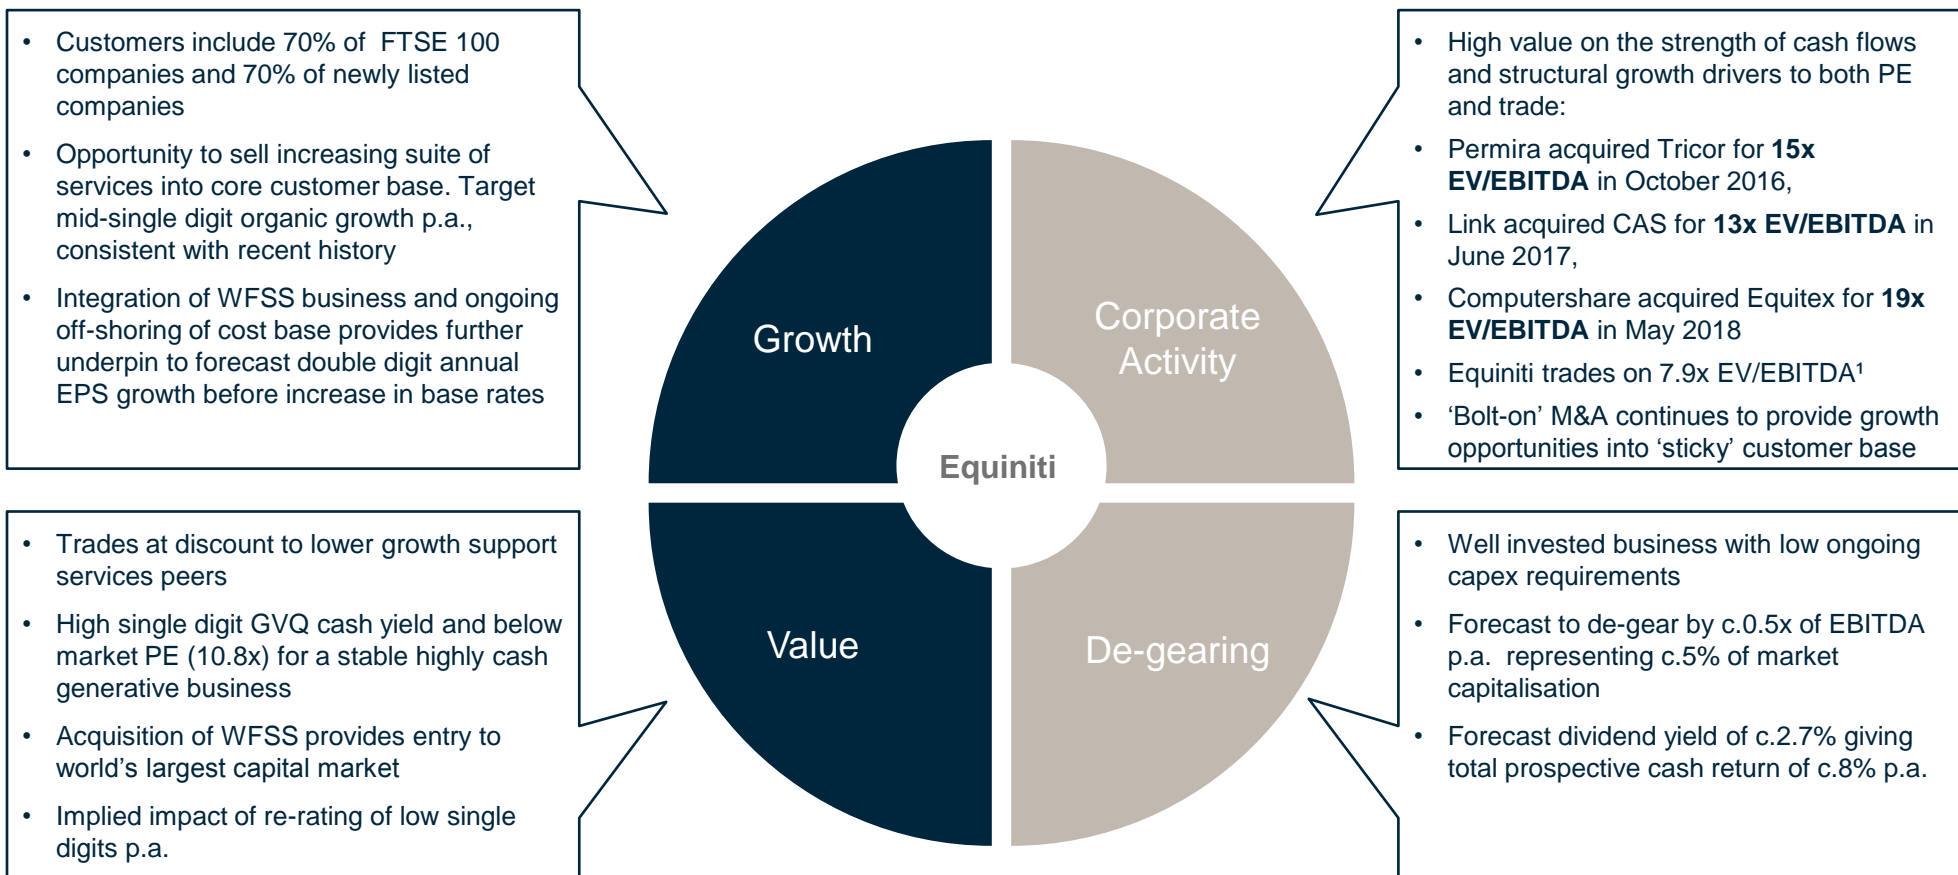 • Customers include 70% of FTSE 100
companies and 70% of newly listed
companies
• Opportunity to sell increasing suite of
services into core customer base. Target
mid-single digit organic growth p.a.,
consistent with recent history
• Integration of WFSS business and ongoing
off-shoring of cost base provides further
underpin to forecast double digit annual
EPS growth before increase in base rates
• High value on the strength of cash flows
and structural growth drivers to both PE
and trade:
• Permira acquired Tricor for 15x
EV/EBITDA in October 2016,
• Link acquired CAS for 13x EV/EBITDA in
June 2017,
• Computershare acquired Equitex for 19x
EV/EBITDA in May 2018
• Equiniti trades on 7.9x EV/EBITDA¹
• ‘Bolt-on’ M&A continues to provide growth
opportunities into ‘sticky’ customer base
Growth
Corporate
Activity
Equiniti
Value
De-gearing
• Trades at discount to lower growth support
services peers
• High single digit GVQ cash yield and below
market PE (10.8x) for a stable highly cash
generative business
• Acquisition of WFSS provides entry to
world’s largest capital market
• Implied impact of re-rating of low single
digits p.a.
• Well invested business with low ongoing
capex requirements
• Forecast to de-gear by c.0.5x of EBITDA
p.a. representing c.5% of market
capitalisation
• Forecast dividend yield of c.2.7% giving
total prospective cash return of c.8% p.a.